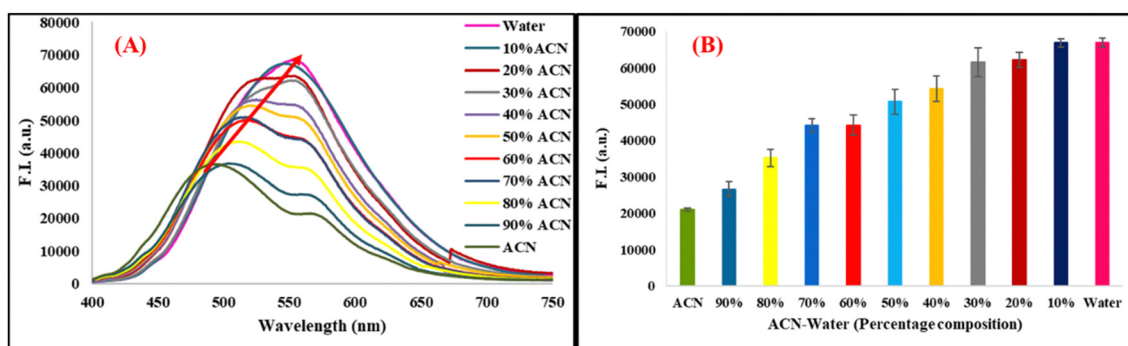 (A)
F.I. (a.u.)
80000
70000
60000
50000
40000
30000
20000
10000
0
400 450 500 550 600 650 700 750
Wavelength (nm)
Water
10%ACN
20% ACN
30% ACN
40% ACN
50% ACN
60% ACN
70% ACN
80% ACN
90% ACN
ACN
(B)
F.I. (a.u.)
70000
60000
50000
40000
30000
20000
10000
0
ACN 90% 80% 70% 60% 50% 40% 30% 20% 10% Water
ACN-Water (Percentage composition)